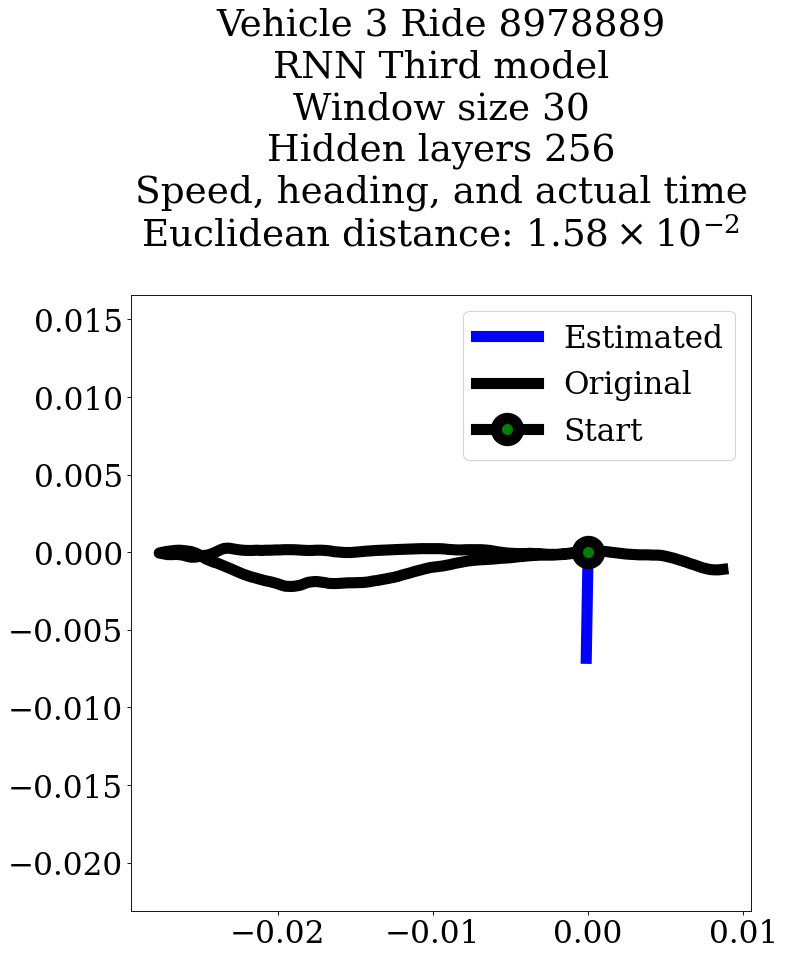 Vehicle 3 Ride 8978889
RNN Third model
Window size 30
Hidden layers 256
Speed, heading, and actual time
Euclidean distance: 1.58 × 10⁻²
Estimated
Original
Start
0.015
0.010
0.005
0.000
−0.005
−0.010
−0.015
−0.020
−0.02
−0.01
0.00
0.01